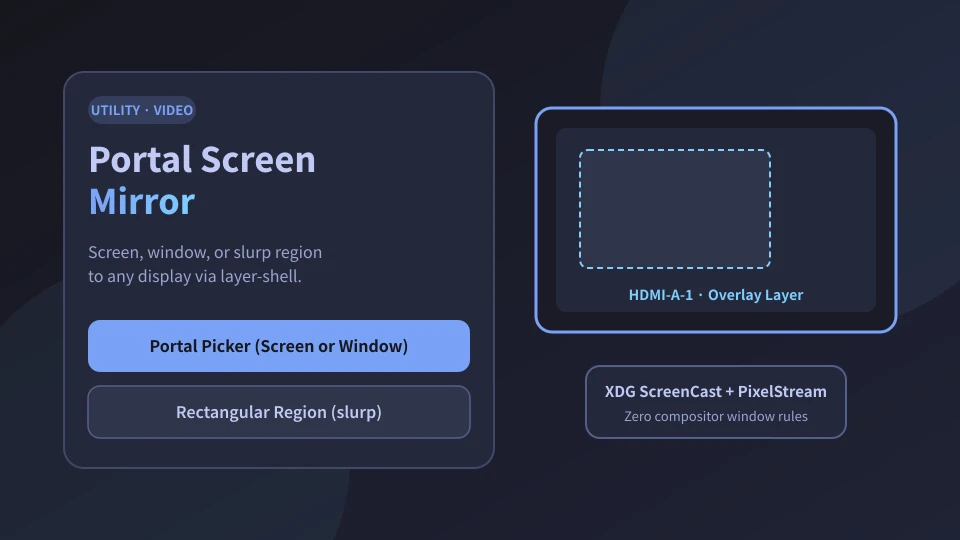 UTILITY · VIDEO
Portal Screen
Mirror
Screen, window, or slurp region
to any display via layer-shell.
Portal Picker (Screen or Window)
Rectangular Region (slurp)
HDMI-A-1 · Overlay Layer
XDG ScreenCast + PixelStream
Zero compositor window rules